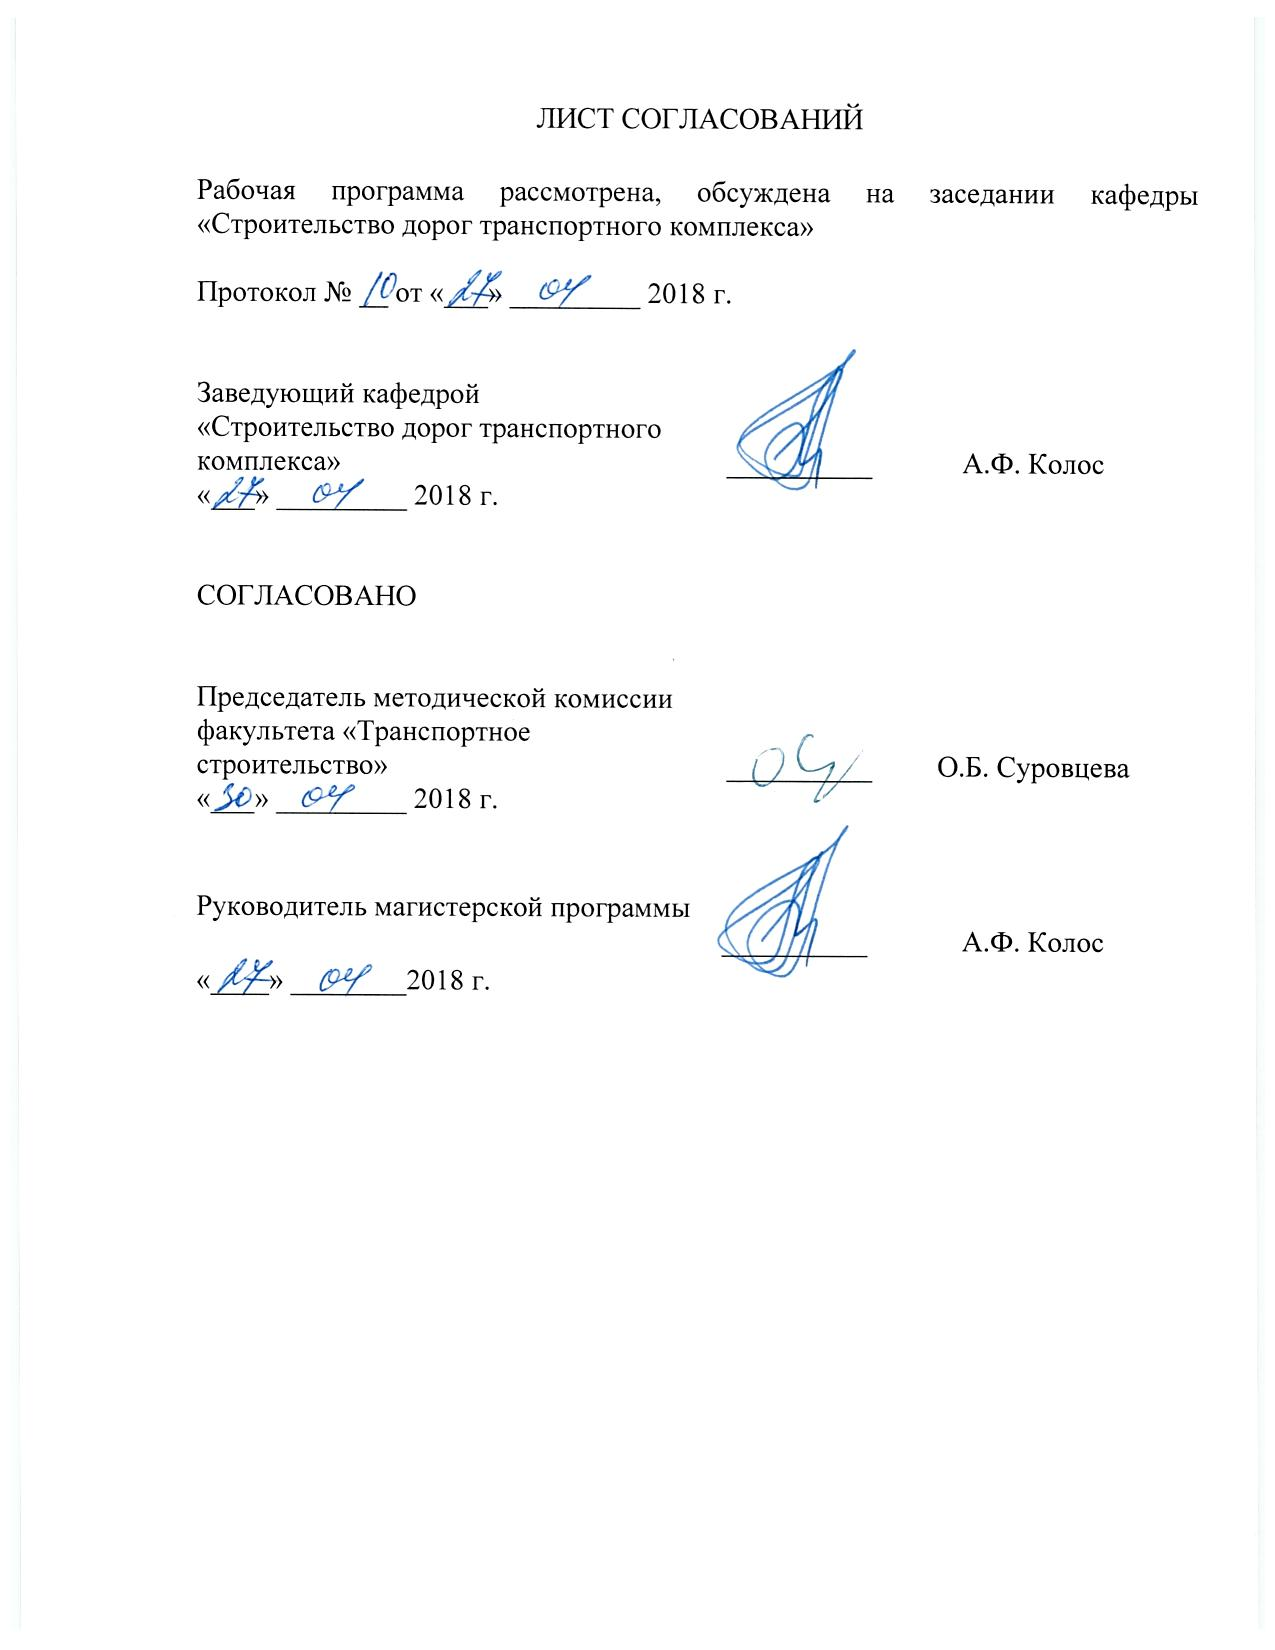 ЛИСТ СОГЛАСОВАНИЙ
Рабочая программа рассмотрена, обсуждена на заседании кафедры
«Строительство дорог транспортного комплекса»
Протокол № 10 от «27» 04 2018 г.
Заведующий кафедрой
«Строительство дорог транспортного
комплекса» А.Ф. Колос
«27» 04 2018 г.
СОГЛАСОВАНО
Председатель методической комиссии
факультета «Транспортное
строительство» О.Б. Суровцева
«30» 04 2018 г.
Руководитель магистерской программы
А.Ф. Колос
«27» 04 2018 г.